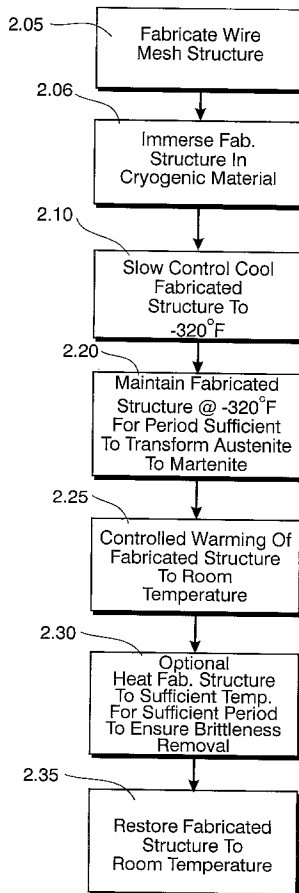 2.05
Fabricate Wire
Mesh Structure
2.06
Immerse Fab.
Structure In
Cryogenic Material
2.10
Slow Control Cool
Fabricated
Structure To
-320°F
2.20
Maintain Fabricated
Structure @ -320°F
For Period Sufficient
To Transform Austenite
To Martenite
2.25
Controlled Warming Of
Fabricated Structure
To Room
Temperature
2.30
Optional
Heat Fab. Structure
To Sufficient Temp.
For Sufficient Period
To Ensure Brittleness
Removal
2.35
Restore Fabricated
Structure To
Room Temperature